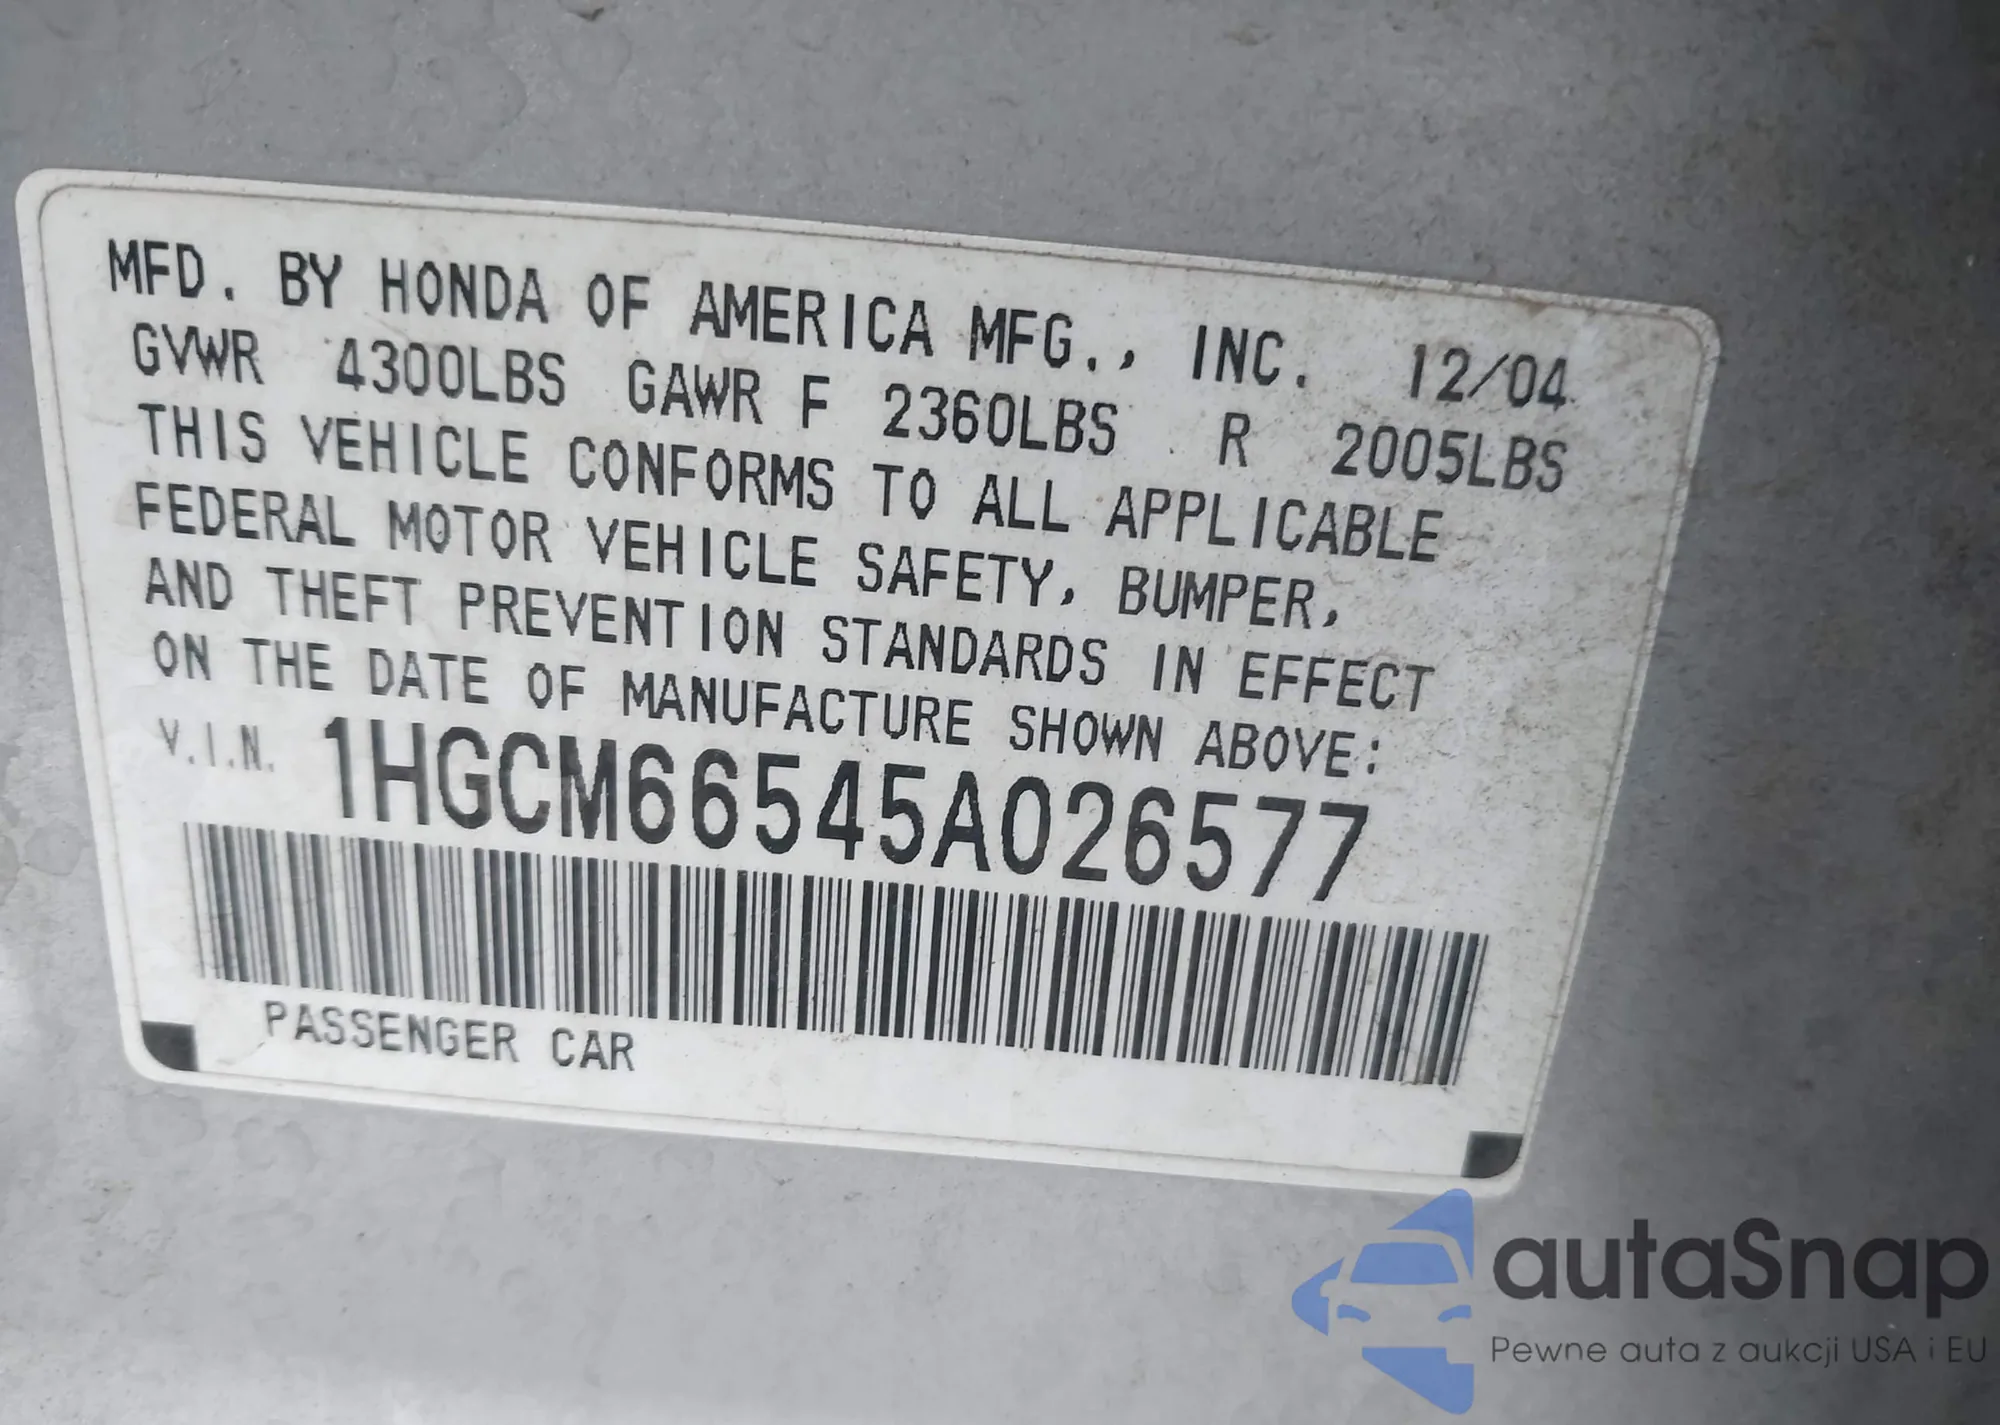 MFD. BY HONDA OF AMERICA MFG., INC. 12/04
GVWR 4300LBS GAWR F 2360LBS R 2005LBS
THIS VEHICLE CONFORMS TO ALL APPLICABLE
FEDERAL MOTOR VEHICLE SAFETY, BUMPER,
AND THEFT PREVENTION STANDARDS IN EFFECT
ON THE DATE OF MANUFACTURE SHOWN ABOVE:
V.I.N. 1HGCM66545A026577
PASSENGER CAR
autaSnap
Pewne auta z aukcji USA i EU